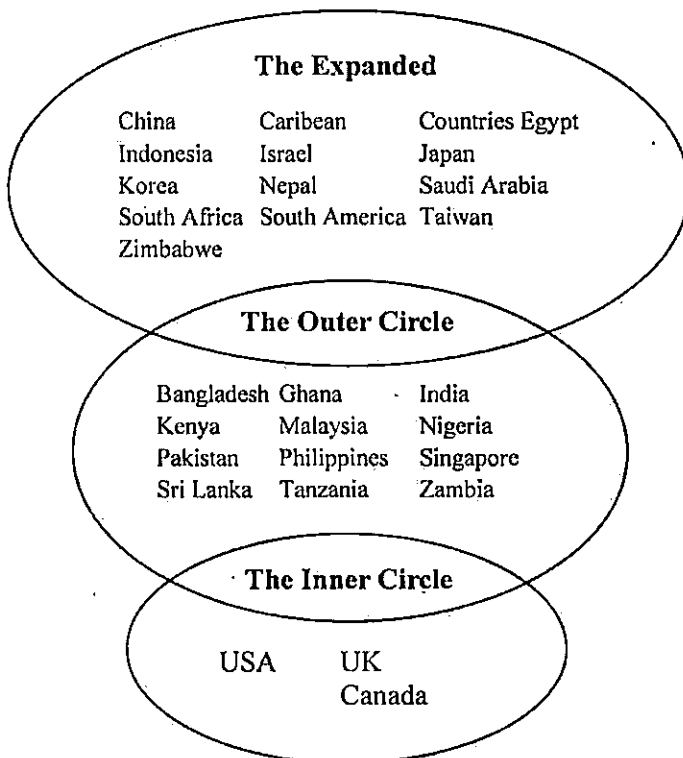 The Expanded
China Caribean Countries Egypt
Indonesia Israel Japan
Korea Nepal Saudi Arabia
South Africa South America Taiwan
Zimbabwe
The Outer Circle
Bangladesh Ghana India
Kenya Malaysia Nigeria
Pakistan Philippines Singapore
Sri Lanka Tanzania Zambia
The Inner Circle
USA UK
Canada